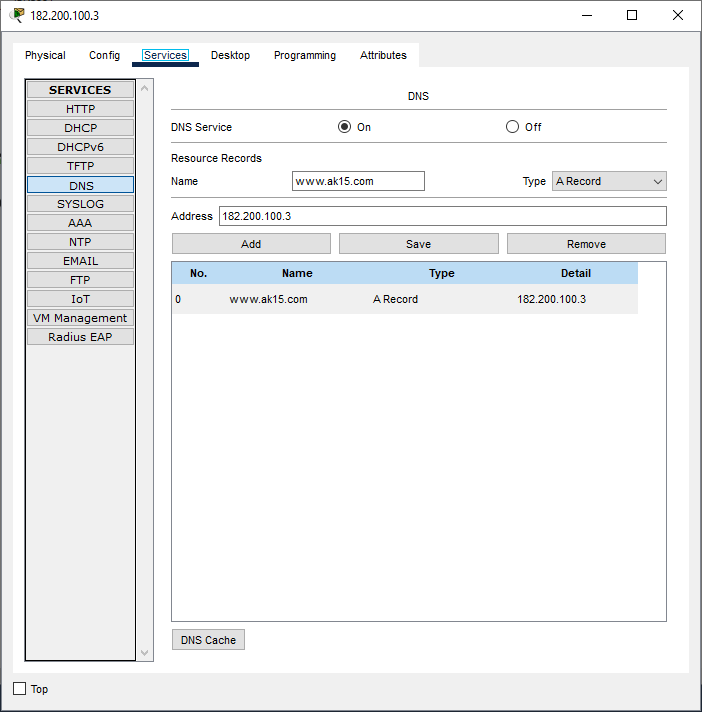 182.200.100.3
Physical Config Services Desktop Programming Attributes
SERVICES
HTTP
DHCP
DHCPv6
TFTP
DNS
SYSLOG
AAA
NTP
EMAIL
FTP
IoT
VM Management
Radius EAP
DNS
DNS Service On Off
Resource Records
Name www.ak15.com Type A Record
Address 182.200.100.3
Add Save Remove
No. Name Type Detail
0 www.ak15.com A Record 182.200.100.3
DNS Cache
Top